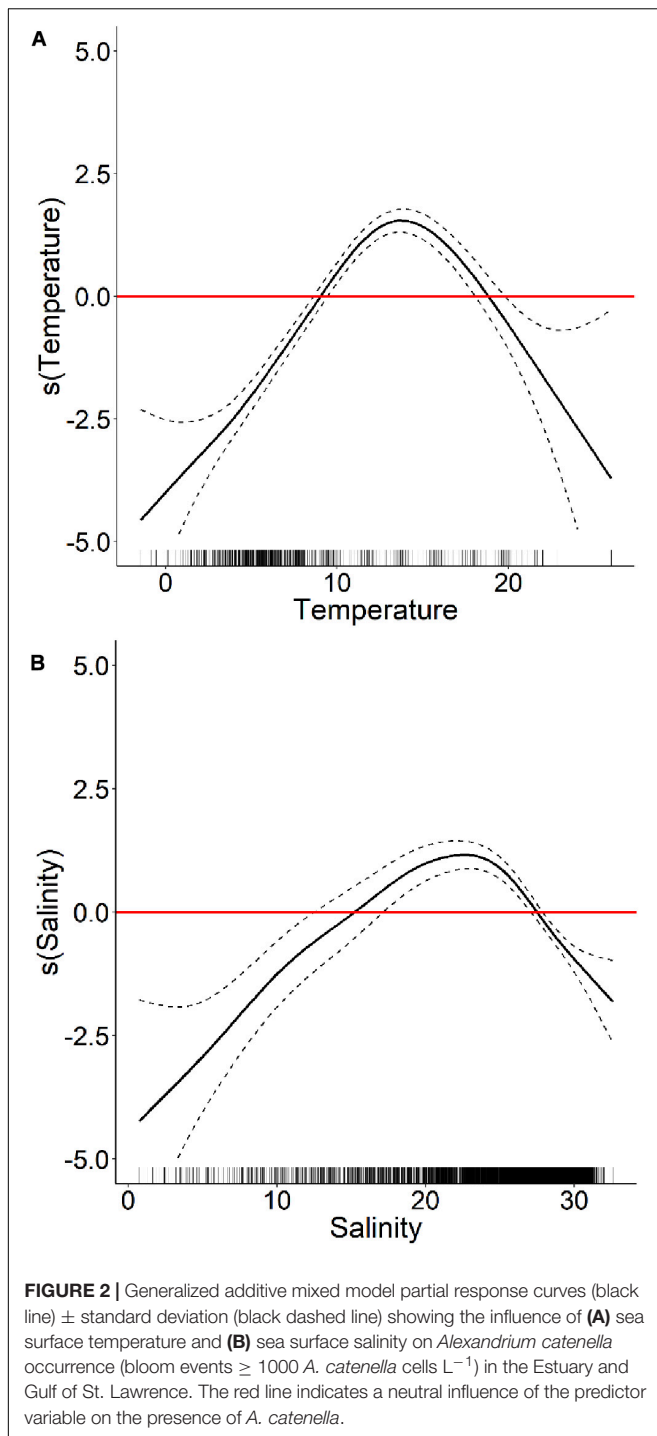 A
5.0
2.5
0.0
-2.5
-5.0
s(Temperature)
0 10 20
Temperature
B
5.0
2.5
0.0
-2.5
-5.0
s(Salinity)
0 10 20 30
Salinity
FIGURE 2 | Generalized additive mixed model partial response curves (black
line) ± standard deviation (black dashed line) showing the influence of (A) sea
surface temperature and (B) sea surface salinity on Alexandrium catenella
occurrence (bloom events ≥ 1000 A. catenella cells L⁻¹) in the Estuary and
Gulf of St. Lawrence. The red line indicates a neutral influence of the predictor
variable on the presence of A. catenella.